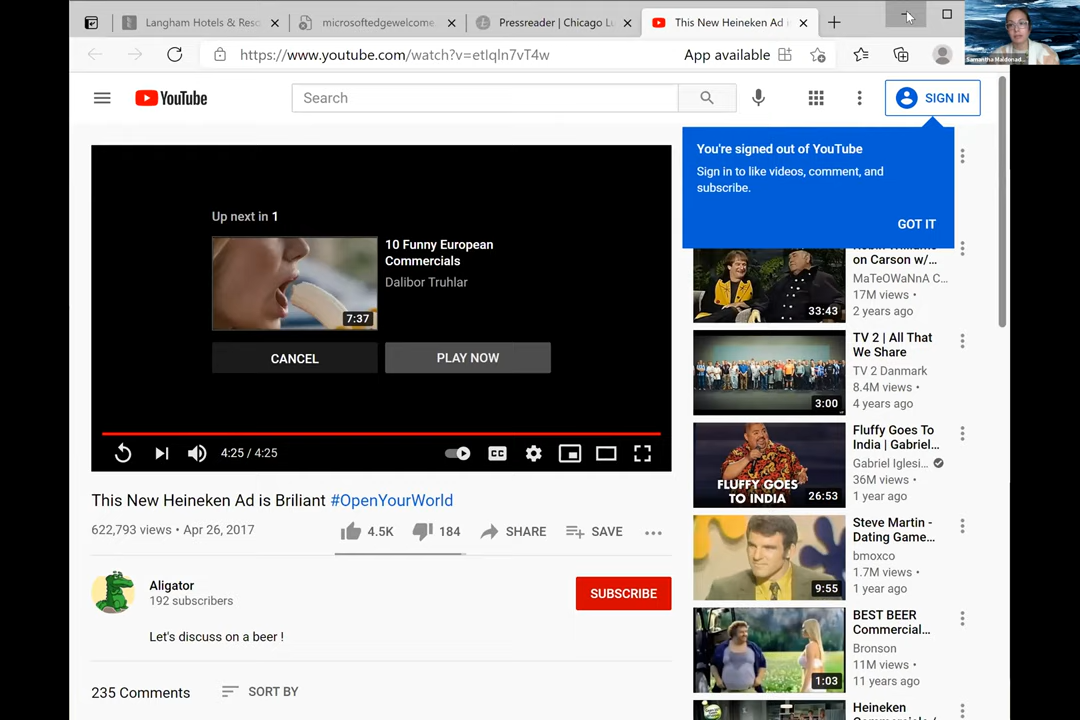 Langham Hotels & Reso
microsoftedgewelcome.
Pressreader | Chicago L
This New Heineken Ad i
https://www.youtube.com/watch?v=etIqln7vT4w
App available
Samantha Maldonad...
YouTube
Search
SIGN IN
You're signed out of YouTube
Sign in to like videos, comment, and
subscribe.
GOT IT
Up next in 1
10 Funny European
Commercials
Dalibor Truhlar
7:37
CANCEL
PLAY NOW
4:25 / 4:25
CC
This New Heineken Ad is Briliant #OpenYourWorld
622,793 views • Apr 26, 2017
4.5K
184
SHARE
SAVE
Aligator
192 subscribers
SUBSCRIBE
Let's discuss on a beer !
235 Comments
SORT BY
Robin Williams
on Carson w/...
MaTeOWaNnA C...
17M views •
2 years ago
33:43
TV 2 | All That
We Share
TV 2 Danmark
8.4M views •
4 years ago
3:00
Fluffy Goes To
India | Gabriel...
Gabriel Iglesi...
36M views •
1 year ago
FLUFFY GOES
TO INDIA
26:53
Steve Martin -
Dating Game...
bmoxco
1.7M views •
1 year ago
9:55
BEST BEER
Commercial...
Bronson
11M views •
11 years ago
1:03
Heineken